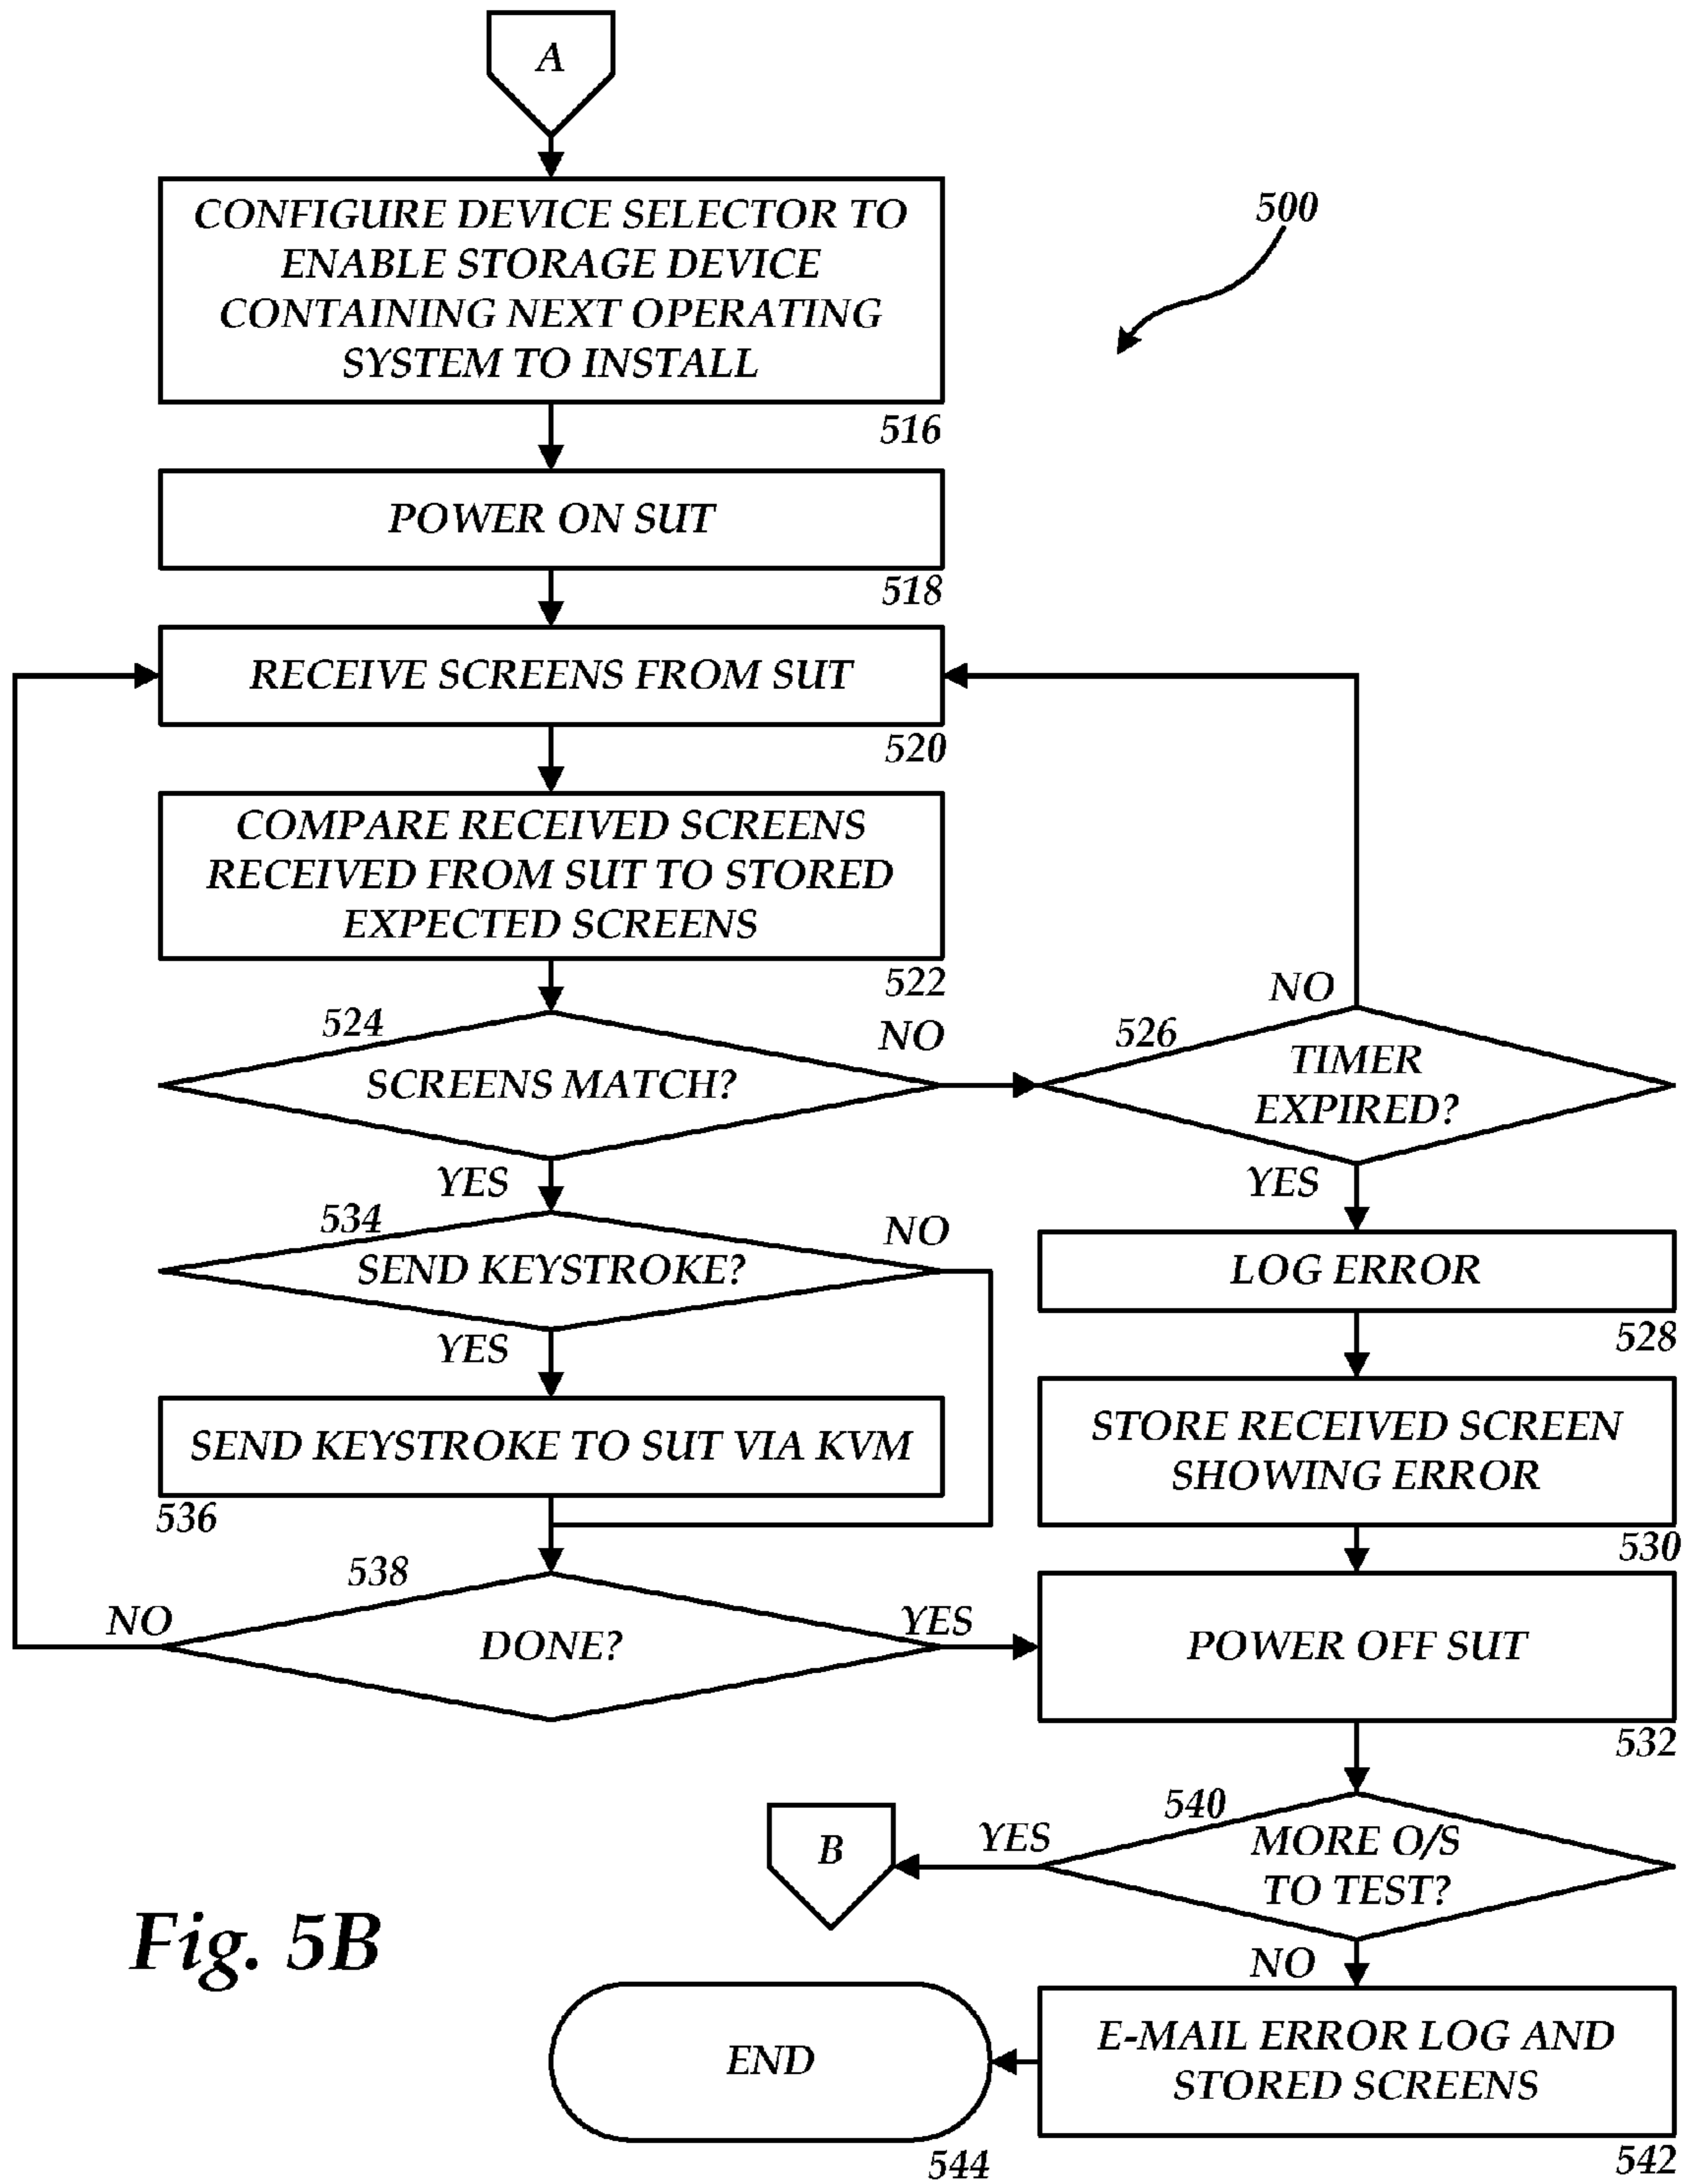 A
CONFIGURE DEVICE SELECTOR TO
ENABLE STORAGE DEVICE
CONTAINING NEXT OPERATING
SYSTEM TO INSTALL
516
500
POWER ON SUT
518
RECEIVE SCREENS FROM SUT
520
COMPARE RECEIVED SCREENS
RECEIVED FROM SUT TO STORED
EXPECTED SCREENS
522
524
SCREENS MATCH?
NO
YES
526
TIMER
EXPIRED?
NO
YES
534
SEND KEYSTROKE?
NO
YES
LOG ERROR
528
SEND KEYSTROKE TO SUT VIA KVM
536
STORE RECEIVED SCREEN
SHOWING ERROR
530
538
DONE?
NO
YES
POWER OFF SUT
532
540
MORE O/S
TO TEST?
YES
B
NO
E-MAIL ERROR LOG AND
STORED SCREENS
542
END
544
Fig. 5B